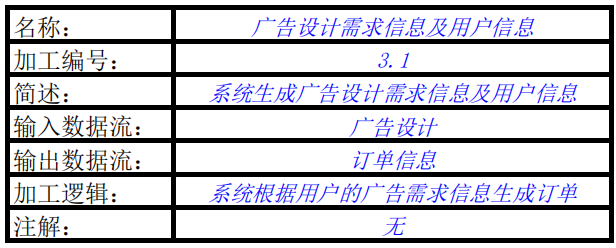 名称： 广告设计需求信息及用户信息
加工编号： 3.1
简述： 系统生成广告设计需求信息及用户信息
输入数据流： 广告设计
输出数据流： 订单信息
加工逻辑： 系统根据用户的广告需求信息生成订单
注解： 无